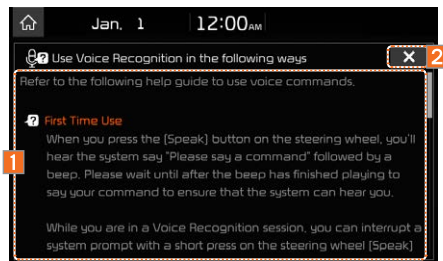 Jan. 1 12:00AM
Use Voice Recognition in the following ways
2
Refer to the following help guide to use voice commands.
First Time Use
When you press the [Speak] button on the steering wheel, you'll
hear the system say "Please say a command" followed by a
1
beep. Please wait until after the beep has finished playing to
say your command to ensure that the system can hear you.
While you are in a Voice Recognition session, you can interrupt a
system prompt with a short press on the steering wheel [Speak]